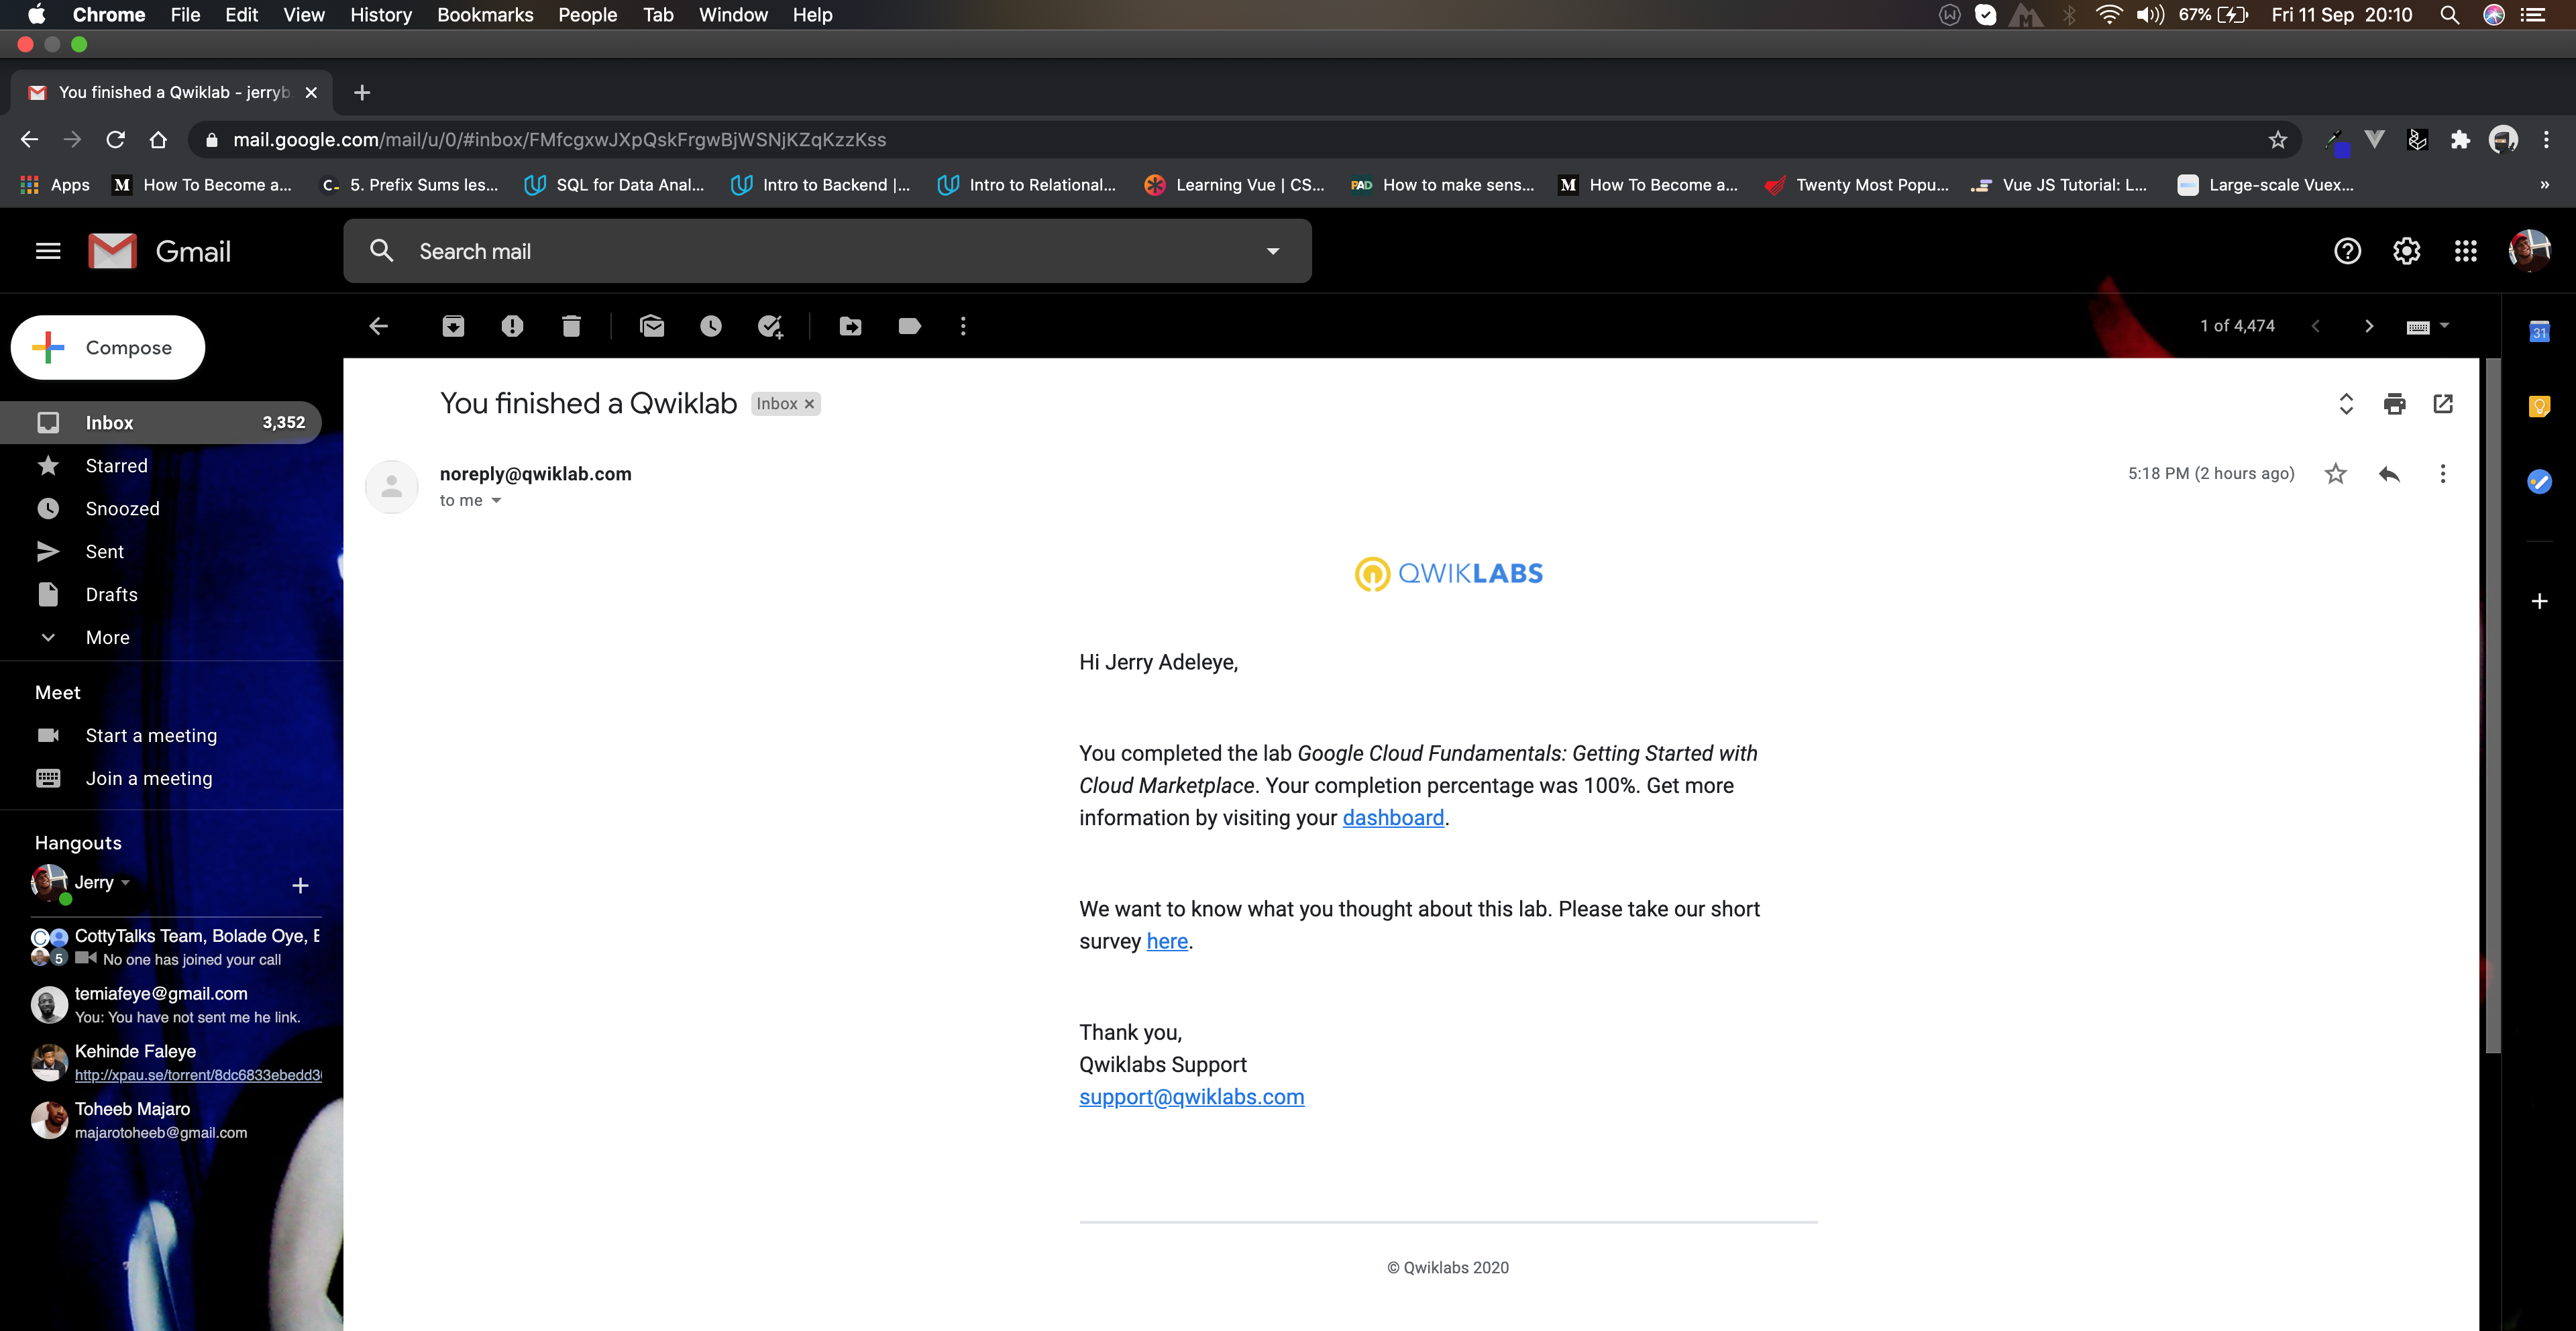 Chrome File Edit View History Bookmarks People Tab Window Help
67% Fri 11 Sep 20:10
You finished a Qwiklab - jerryb
mail.google.com/mail/u/0/#inbox/FMfcgxwJXpQskFrgwBjWSNjKZqKzzKss
Apps How To Become a... 5. Prefix Sums les... SQL for Data Anal... Intro to Backend |... Intro to Relational... Learning Vue | CS... How to make sens... How To Become a... Twenty Most Popu... Vue JS Tutorial: L... Large-scale Vuex... »
Gmail
Search mail
1 of 4,474
31
Compose
Inbox 3,352
Starred
Snoozed
Sent
Drafts
More
Meet
Start a meeting
Join a meeting
Hangouts
Jerry
CottyTalks Team, Bolade Oye, E
5 No one has joined your call
temiafeye@gmail.com
You: You have not sent me he link.
Kehinde Faleye
http://xpau.se/torrent/8dc6833ebedd3
Toheeb Majaro
majarotoheeb@gmail.com
You finished a Qwiklab Inbox
noreply@qwiklab.com
5:18 PM (2 hours ago)
to me
QWIKLABS
Hi Jerry Adeleye,
You completed the lab Google Cloud Fundamentals: Getting Started with
Cloud Marketplace. Your completion percentage was 100%. Get more
information by visiting your dashboard.
We want to know what you thought about this lab. Please take our short
survey here.
Thank you,
Qwiklabs Support
support@qwiklabs.com
© Qwiklabs 2020